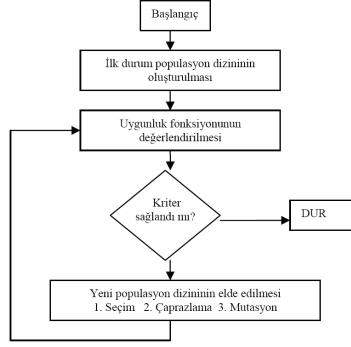 Başlangıç
İlk durum populasyon dizininin
oluşturulması
Uygunluk fonksiyonunun
değerlendirilmesi
Kriter
sağlandı mı?
DUR
Yeni populasyon dizininin elde edilmesi
1. Seçim 2. Çaprazlama 3. Mutasyon